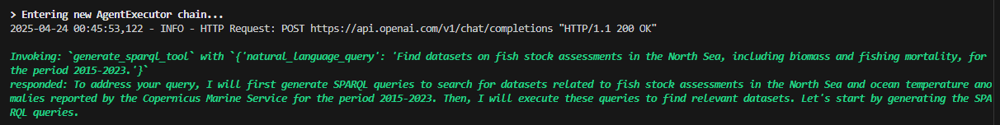 > Entering new AgentExecutor chain...
2025-04-24 00:45:53,122 - INFO - HTTP Request: POST https://api.openai.com/v1/chat/completions "HTTP/1.1 200 OK"
Invoking: `generate_sparql_tool` with `{'natural_language_query': 'Find datasets on fish stock assessments in the North Sea, including biomass and fishing mortality, for
the period 2015-2023.'}`
responded: To address your query, I will first generate SPARQL queries to search for datasets related to fish stock assessments in the North Sea and ocean temperature ano
malies reported by the Copernicus Marine Service for the period 2015-2023. Then, I will execute these queries to find relevant datasets. Let's start by generating the SPA
RQL queries.